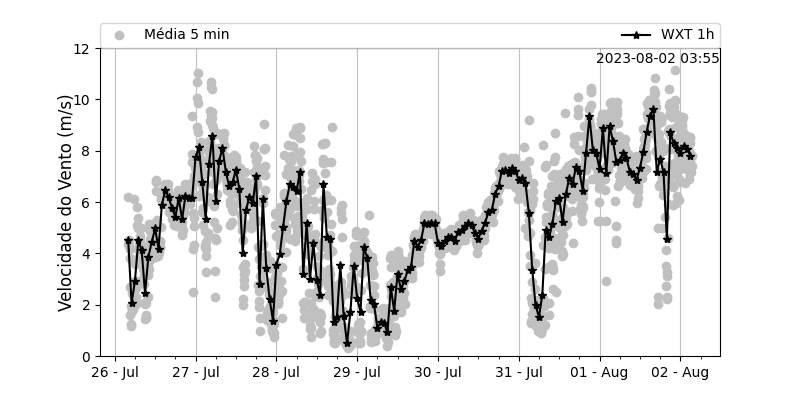 Média 5 min
WXT 1h
2023-08-02 03:55
Velocidade do Vento (m/s)
12
10
8
6
4
2
0
26 - Jul
27 - Jul
28 - Jul
29 - Jul
30 - Jul
31 - Jul
01 - Aug
02 - Aug